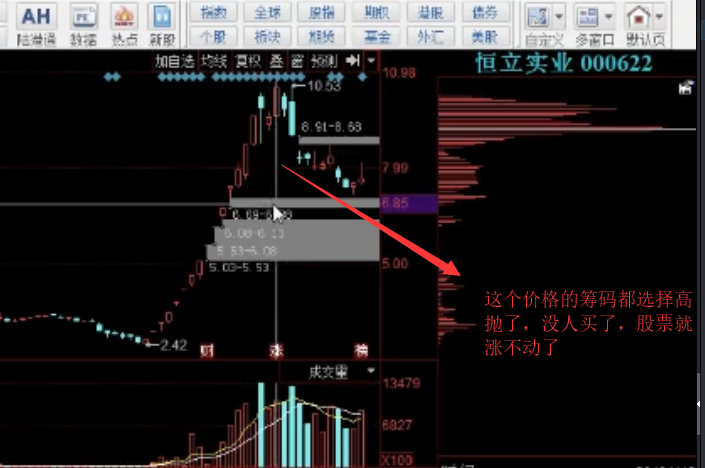 AH
指数 全球 股指 期权 港股 债券
陆港通 数据 热点 新股
个股 板块 期货 基金 外汇 美股
自定义 多窗口 默认页
加自选 均线 复权 叠 窗 预测
恒立实业 000622
10.98
10.53
8.91-8.68
7.99
6.85
6.08-6.13
5.53-6.08
5.03-5.53
5.00
2.42
财 涨 榜
这个价格的筹码都选择高
抛了，没人买了，股票就
涨不动了
成交量
13479
6827
X100